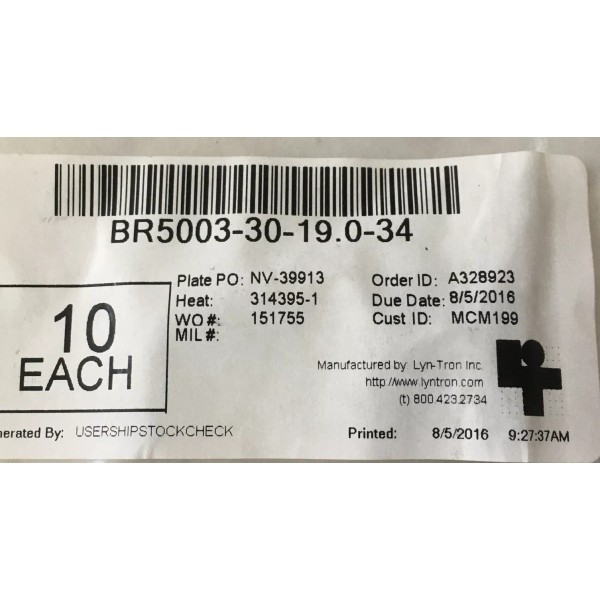 BR5003-30-19.0-34
Plate PO: NV-39913 Order ID: A328923
Heat: 314395-1 Due Date: 8/5/2016
WO#: 151755 Cust ID: MCM199
MIL#:
10
EACH
Manufactured by: Lyn-Tron Inc.
http://www.lyntron.com
(t) 800.423.2734
nerated By: USERSHIPSTOCKCHECK Printed: 8/5/2016 9:27:37AM